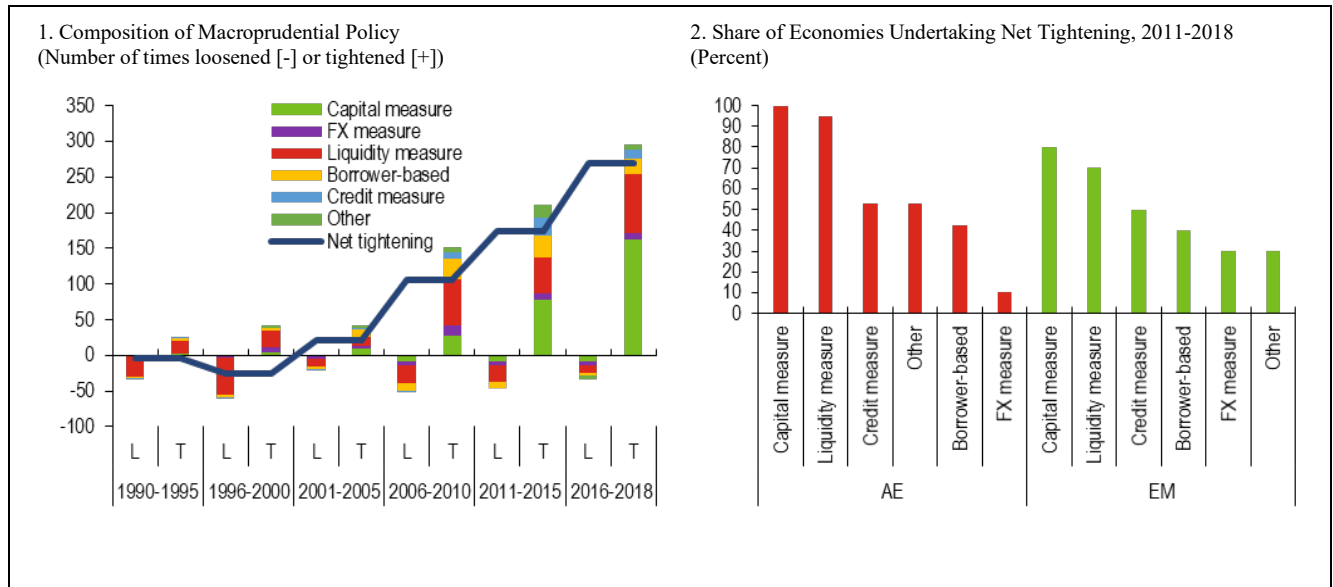 1. Composition of Macroprudential Policy
(Number of times loosened [-] or tightened [+])
350
300
250
200
150
100
50
0
-50
-100
Capital measure
FX measure
Liquidity measure
Borrower-based
Credit measure
Other
Net tightening
L T L T L T L T L T L T
1990-1995 1996-2000 2001-2005 2006-2010 2011-2015 2016-2018
2. Share of Economies Undertaking Net Tightening, 2011-2018
(Percent)
100
90
80
70
60
50
40
30
20
10
0
Capital measure
Liquidity measure
Credit measure
Other
Borrower-based
FX measure
Capital measure
Liquidity measure
Credit measure
Borrower-based
FX measure
Other
AE EM